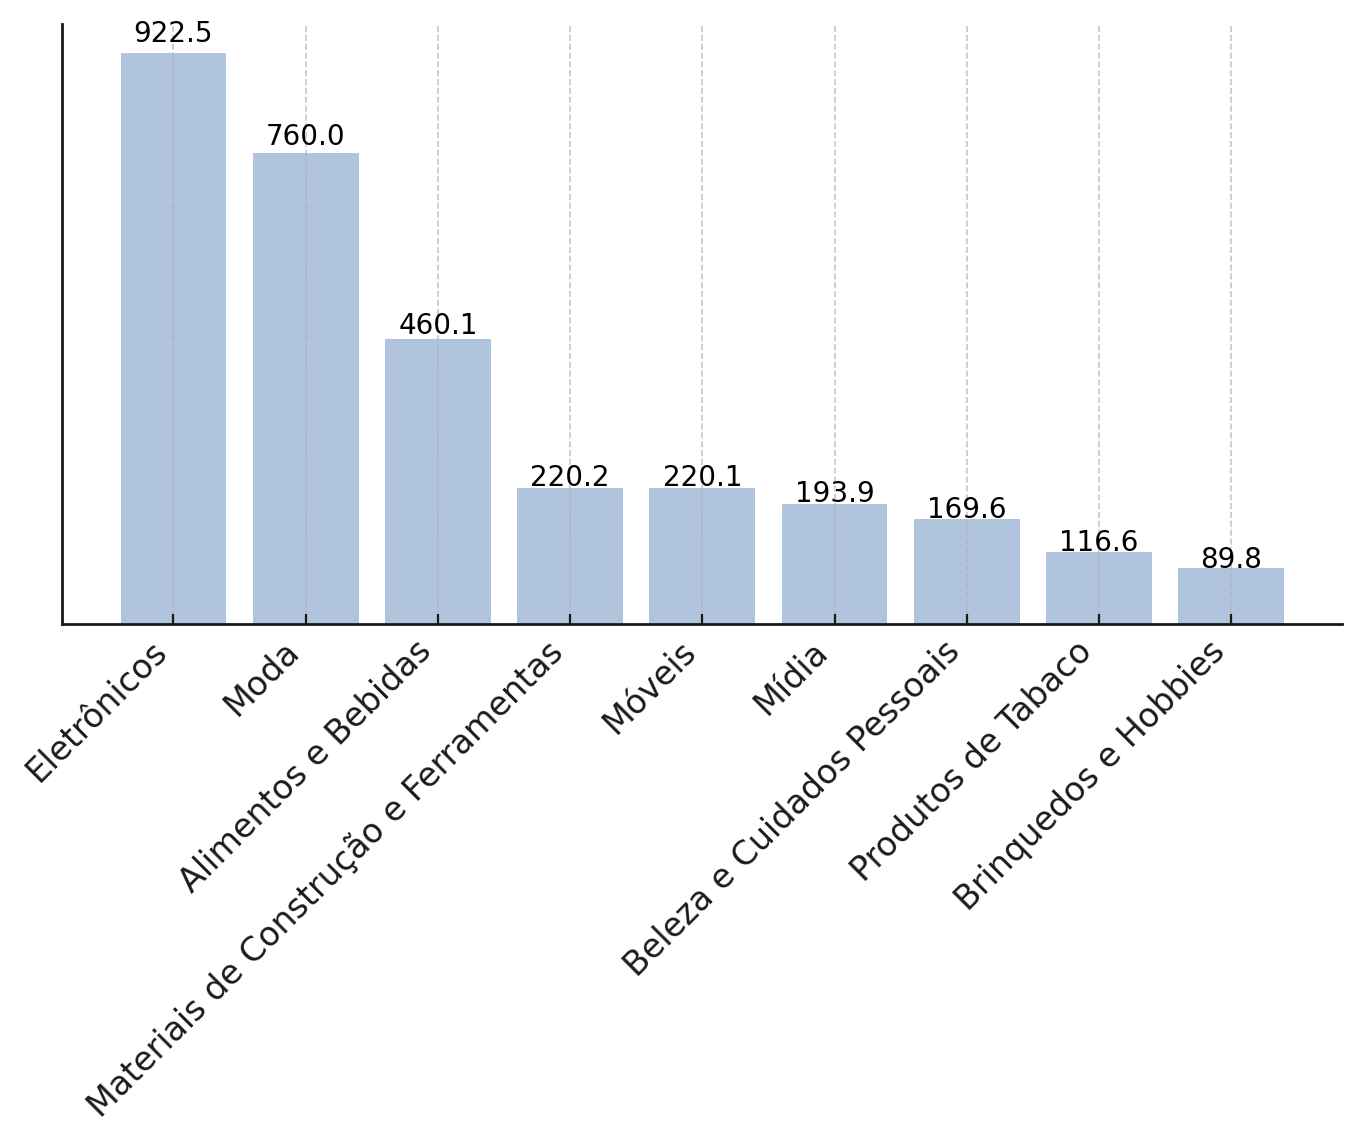 922.5
760.0
460.1
220.2
220.1
193.9
169.6
116.6
89.8
Eletrônicos
Moda
Alimentos e Bebidas
Materiais de Construção e Ferramentas
Móveis
Mídia
Beleza e Cuidados Pessoais
Produtos de Tabaco
Brinquedos e Hobbies